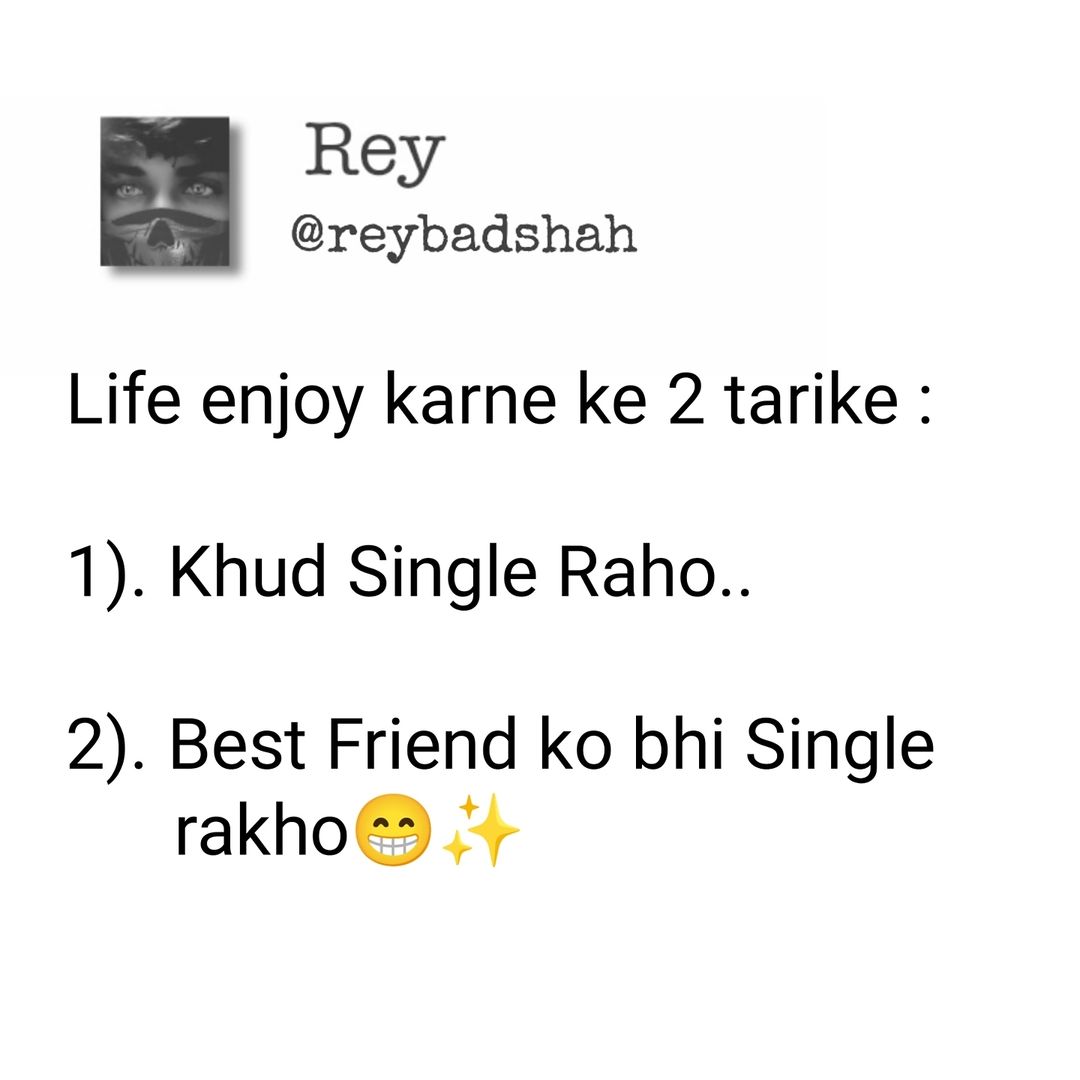 Rey
@reybadshah
Life enjoy karne ke 2 tarike :
1). Khud Single Raho..
2). Best Friend ko bhi Single
rakho😁✨